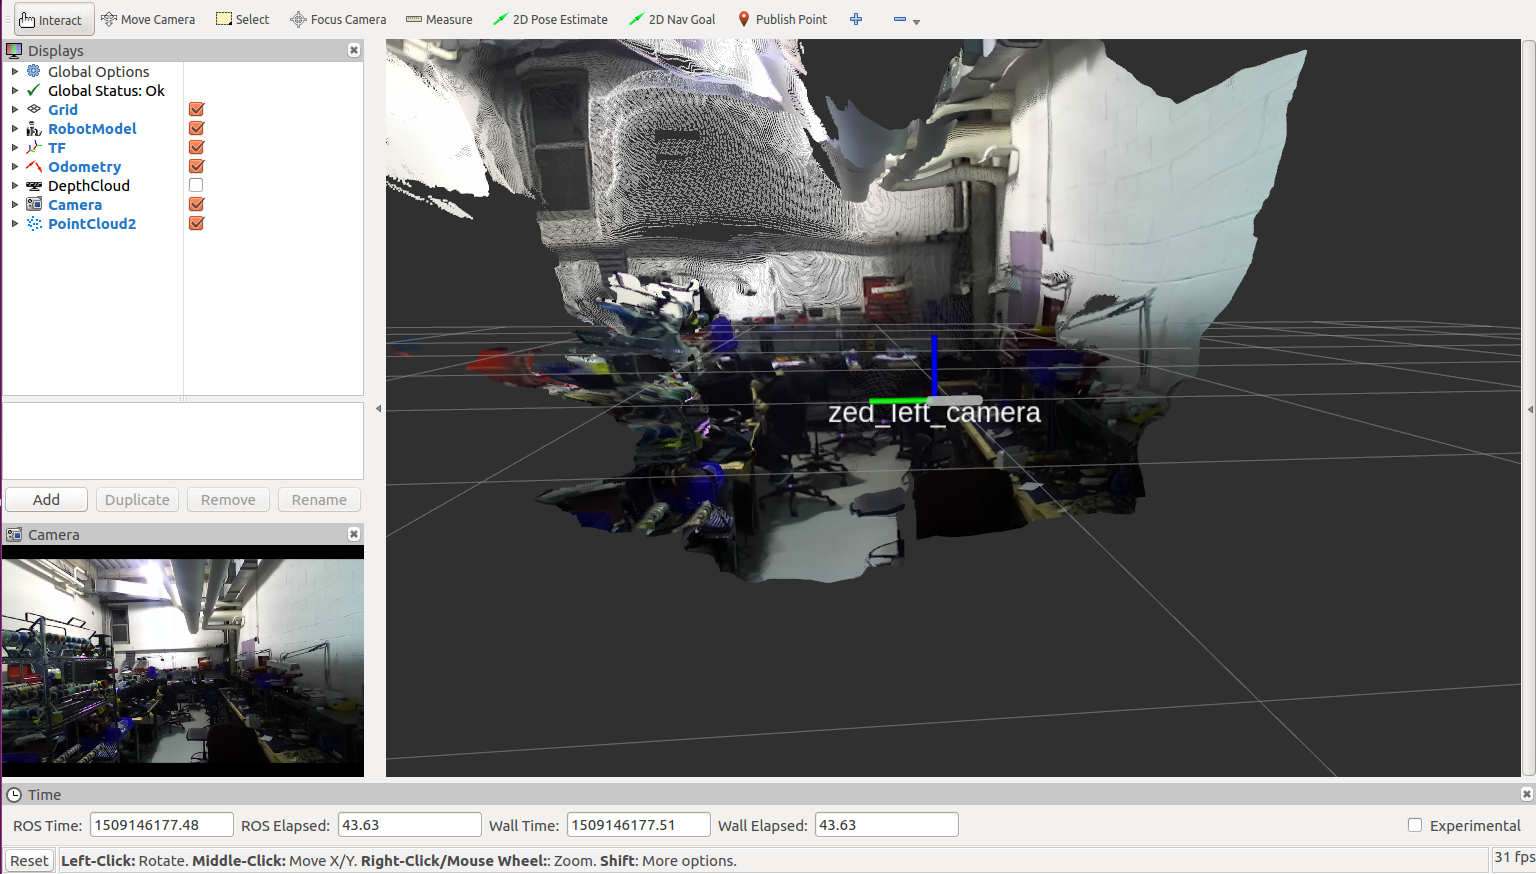 Interact Move Camera Select Focus Camera Measure 2D Pose Estimate 2D Nav Goal Publish Point
Displays
Global Options
Global Status: Ok
Grid
RobotModel
TF
Odometry
DepthCloud
Camera
PointCloud2
Add Duplicate Remove Rename
Camera
zed_left_camera
Time
ROS Time: 1509146177.48 ROS Elapsed: 43.63 Wall Time: 1509146177.51 Wall Elapsed: 43.63 Experimental
Reset Left-Click: Rotate. Middle-Click: Move X/Y. Right-Click/Mouse Wheel:: Zoom. Shift: More options. 31 fps